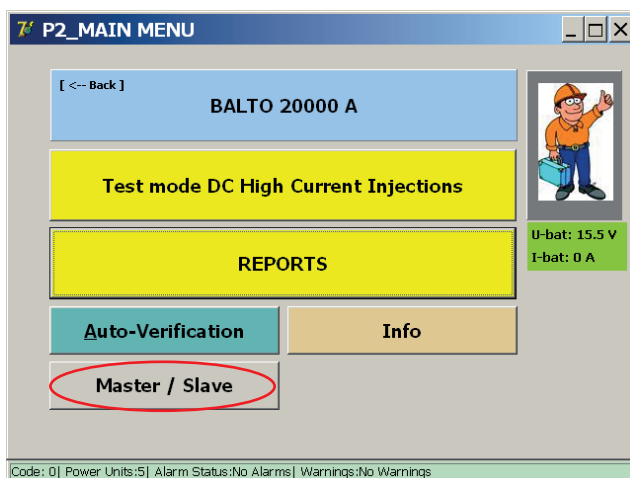 P2_MAIN MENU
[ <-- Back ]
BALTO 20000 A
Test mode DC High Current Injections
REPORTS
U-bat: 15.5 V
I-bat: 0 A
Auto-Verification
Info
Master / Slave
Code: 0| Power Units:5| Alarm Status:No Alarms| Warnings:No Warnings